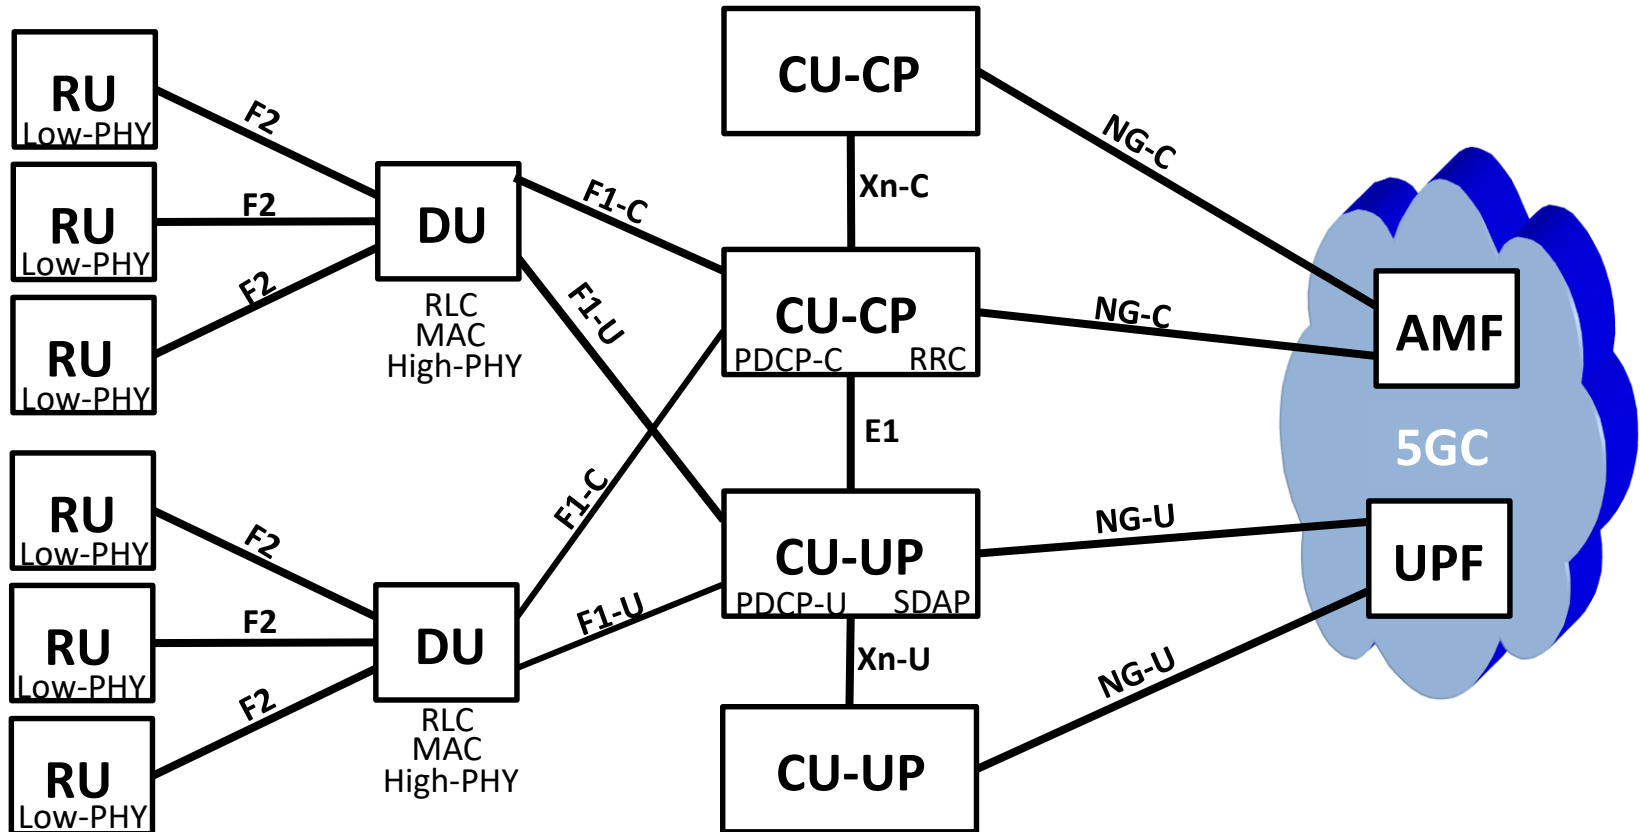 RU
Low-PHY
RU
Low-PHY
RU
Low-PHY
RU
Low-PHY
RU
Low-PHY
RU
Low-PHY
F2
F2
F2
F2
F2
F2
DU
RLC
MAC
High-PHY
DU
RLC
MAC
High-PHY
F1-C
F1-U
F1-C
F1-U
CU-CP
Xn-C
CU-CP
PDCP-C RRC
E1
CU-UP
PDCP-U SDAP
Xn-U
CU-UP
NG-C
NG-C
NG-U
NG-U
AMF
5GC
UPF